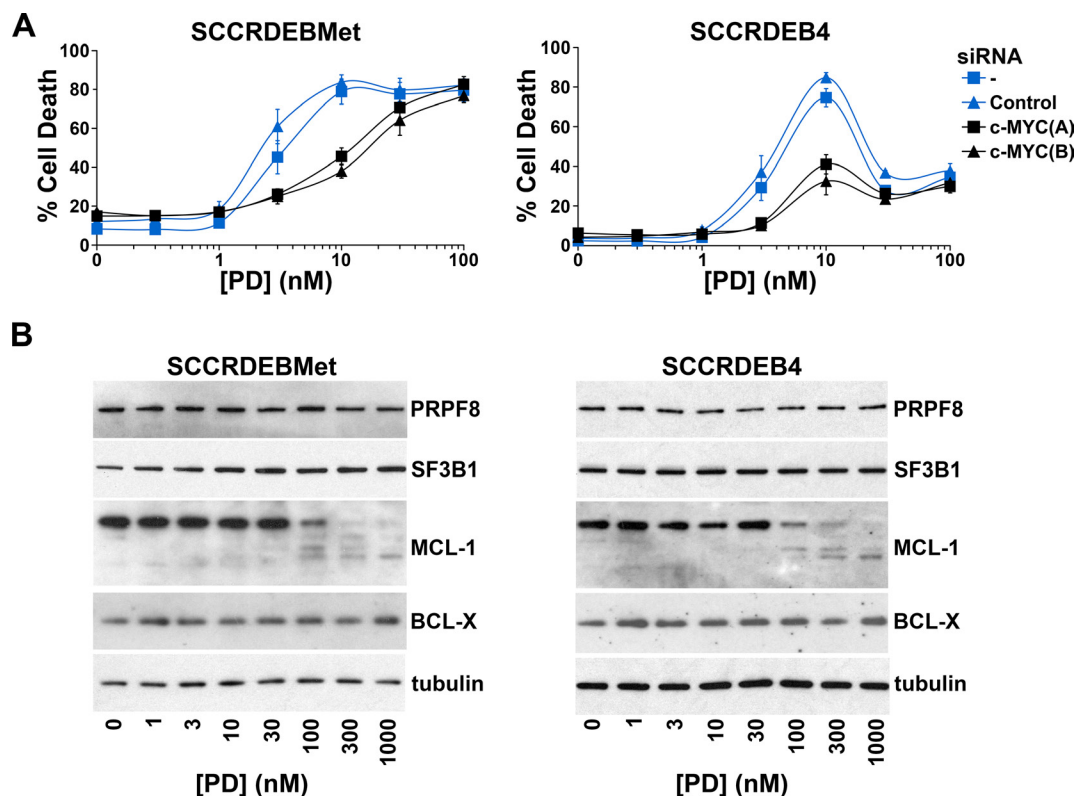 A
SCCRDEBMet
% Cell Death
100
80
60
40
20
0
0 1 10 100
[PD] (nM)
SCCRDEB4
% Cell Death
100
80
60
40
20
0
0 1 10 100
[PD] (nM)
siRNA
-
Control
c-MYC(A)
c-MYC(B)
B
SCCRDEBMet
PRPF8
SF3B1
MCL-1
BCL-X
tubulin
0 1 3 10 30 100 300 1000
[PD] (nM)
SCCRDEB4
PRPF8
SF3B1
MCL-1
BCL-X
tubulin
0 1 3 10 30 100 300 1000
[PD] (nM)